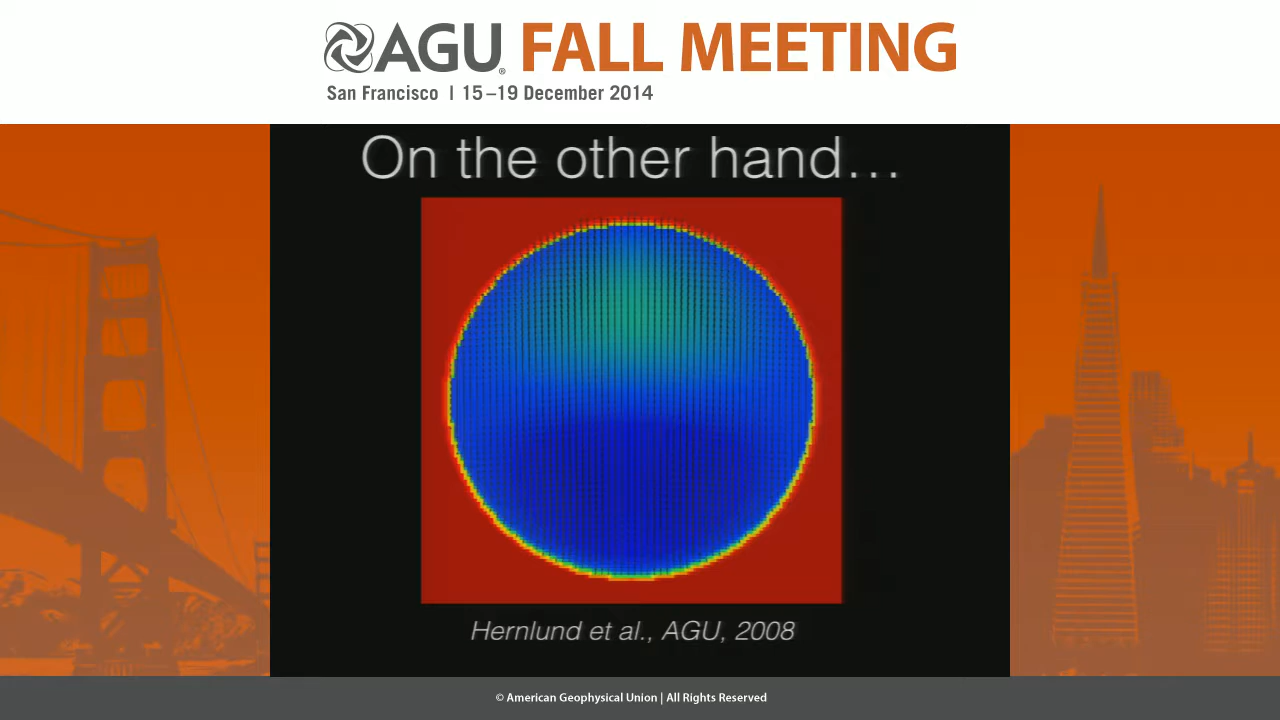 AGU® FALL MEETING
San Francisco | 15–19 December 2014
On the other hand...
Hernlund et al., AGU, 2008
© American Geophysical Union | All Rights Reserved